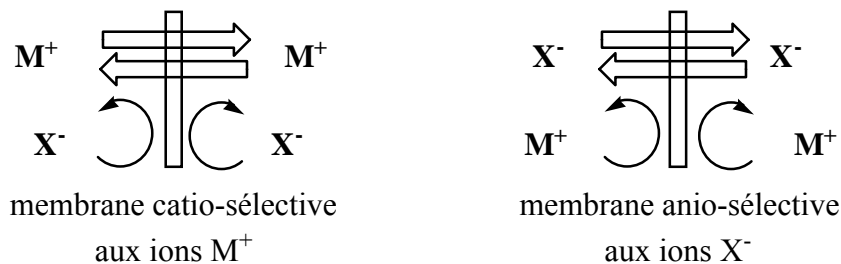 M⁺ M⁺
X⁻ X⁻
membrane catio-sélective
aux ions M⁺
X⁻ X⁻
M⁺ M⁺
membrane anio-sélective
aux ions X⁻